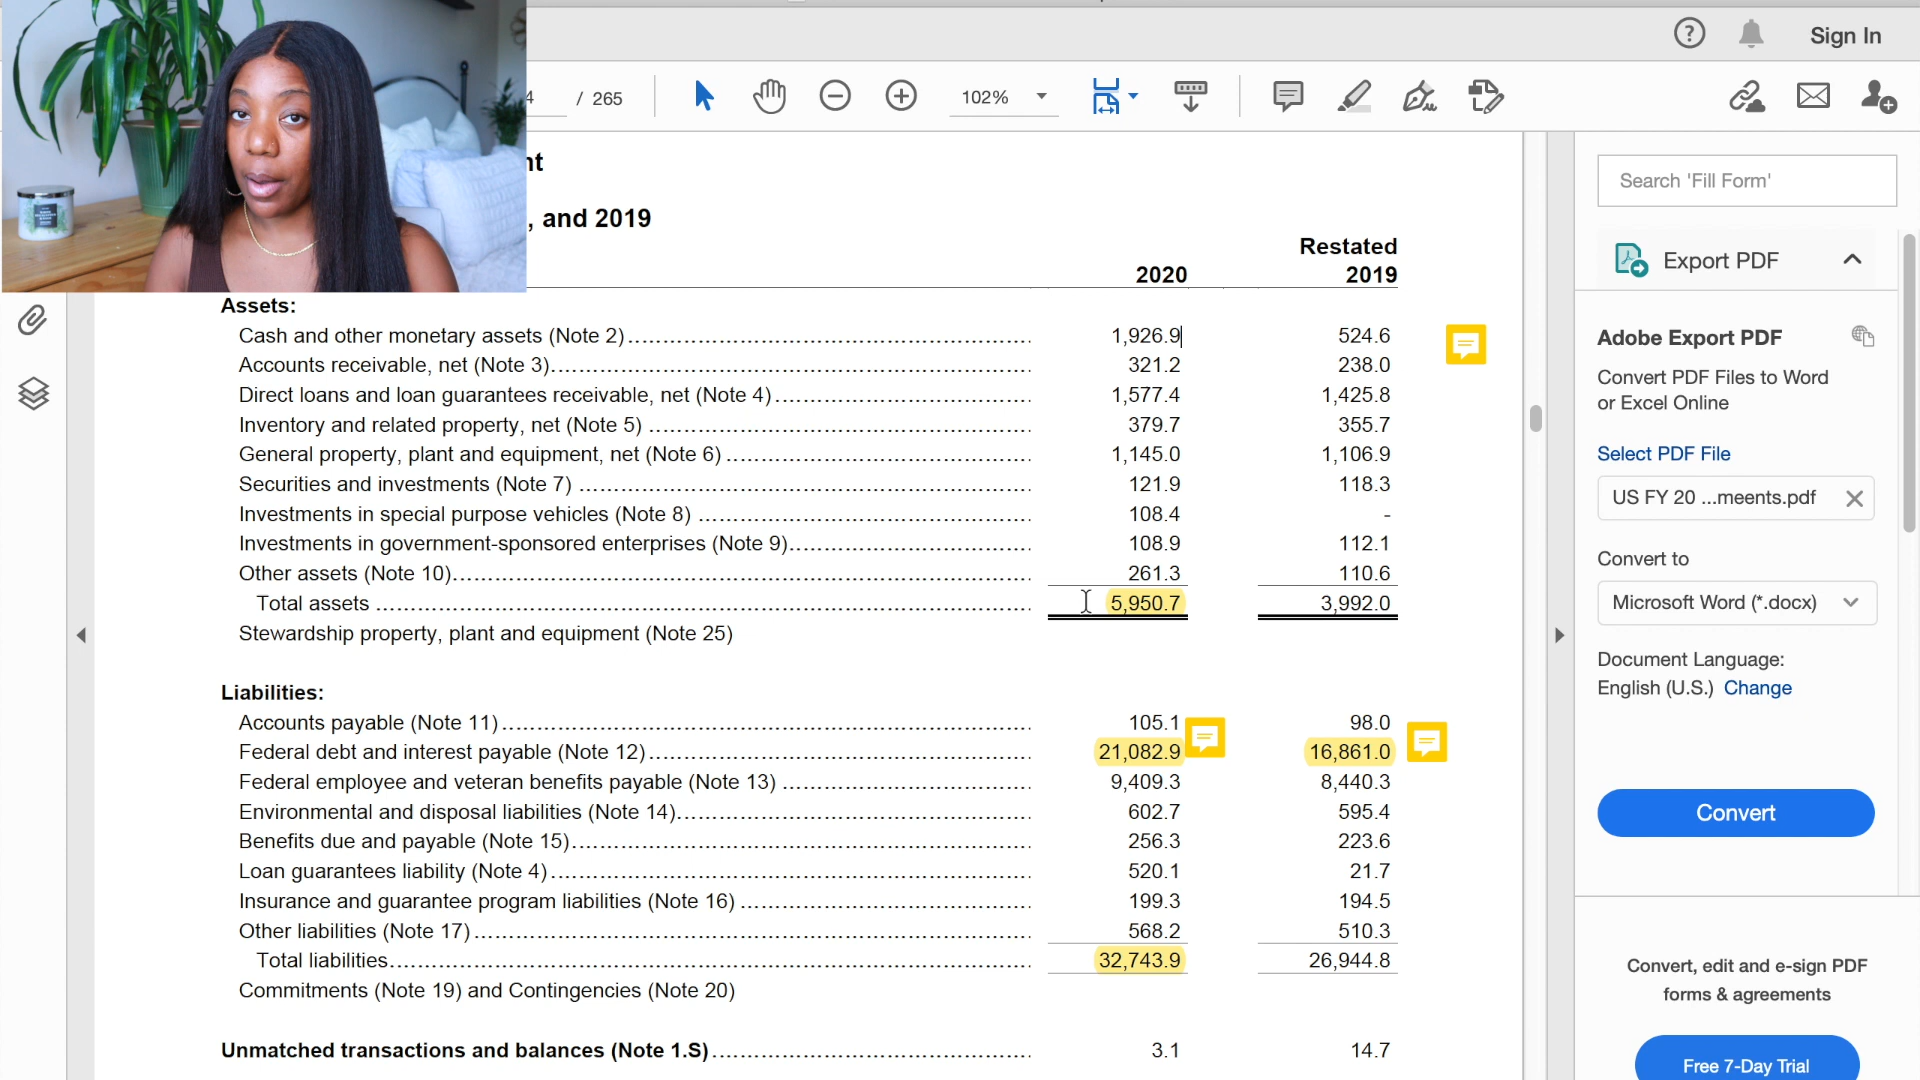 Sign In
4 / 265
102%
nt
, and 2019
Restated
2020 2019
Assets:
Cash and other monetary assets (Note 2) 1,926.9 524.6
Accounts receivable, net (Note 3) 321.2 238.0
Direct loans and loan guarantees receivable, net (Note 4) 1,577.4 1,425.8
Inventory and related property, net (Note 5) 379.7 355.7
General property, plant and equipment, net (Note 6) 1,145.0 1,106.9
Securities and investments (Note 7) 121.9 118.3
Investments in special purpose vehicles (Note 8) 108.4 -
Investments in government-sponsored enterprises (Note 9) 108.9 112.1
Other assets (Note 10) 261.3 110.6
Total assets 5,950.7 3,992.0
Stewardship property, plant and equipment (Note 25)
Liabilities:
Accounts payable (Note 11) 105.1 98.0
Federal debt and interest payable (Note 12) 21,082.9 16,861.0
Federal employee and veteran benefits payable (Note 13) 9,409.3 8,440.3
Environmental and disposal liabilities (Note 14) 602.7 595.4
Benefits due and payable (Note 15) 256.3 223.6
Loan guarantees liability (Note 4) 520.1 21.7
Insurance and guarantee program liabilities (Note 16) 199.3 194.5
Other liabilities (Note 17) 568.2 510.3
Total liabilities 32,743.9 26,944.8
Commitments (Note 19) and Contingencies (Note 20)
Unmatched transactions and balances (Note 1.S) 3.1 14.7
Search 'Fill Form'
Export PDF
Adobe Export PDF
Convert PDF Files to Word
or Excel Online
Select PDF File
US FY 20 ...meents.pdf
Convert to
Microsoft Word (*.docx)
Document Language:
English (U.S.) Change
Convert
Convert, edit and e-sign PDF
forms & agreements
Free 7-Day Trial